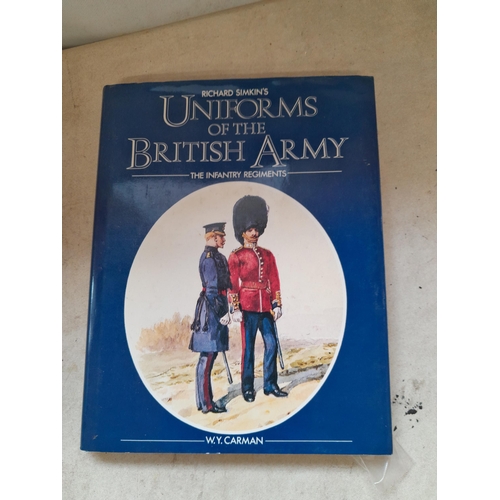 RICHARD SIMKIN'S
UNIFORMS
OF THE
BRITISH ARMY
THE INFANTRY REGIMENTS
W.Y. CARMAN